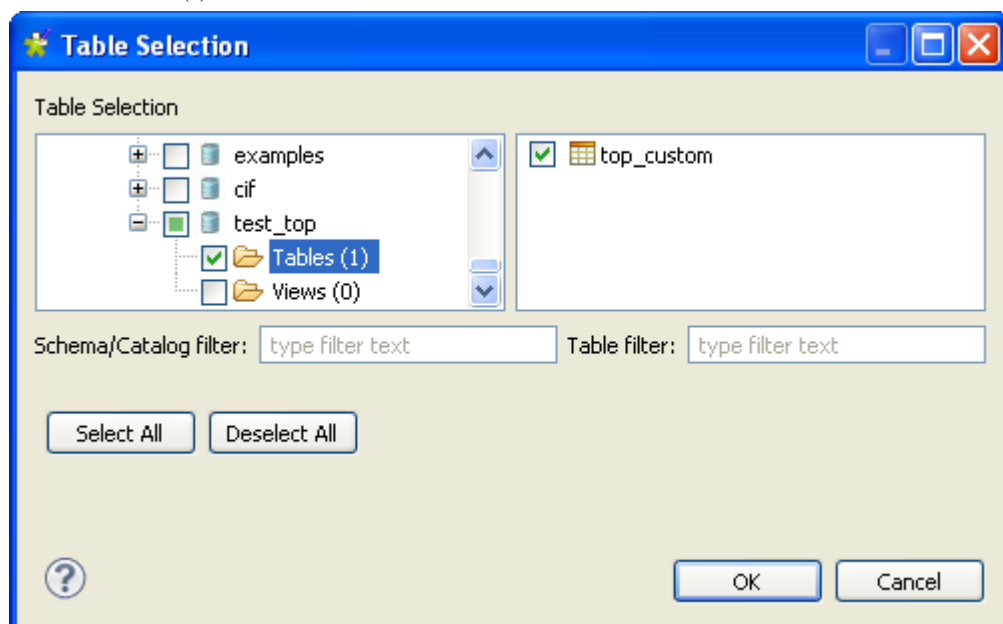 (s)
Table Selection
Table Selection
examples
cif
test_top
Tables (1)
Views (0)
top_custom
Schema/Catalog filter: type filter text
Table filter: type filter text
Select All Deselect All
? OK Cancel